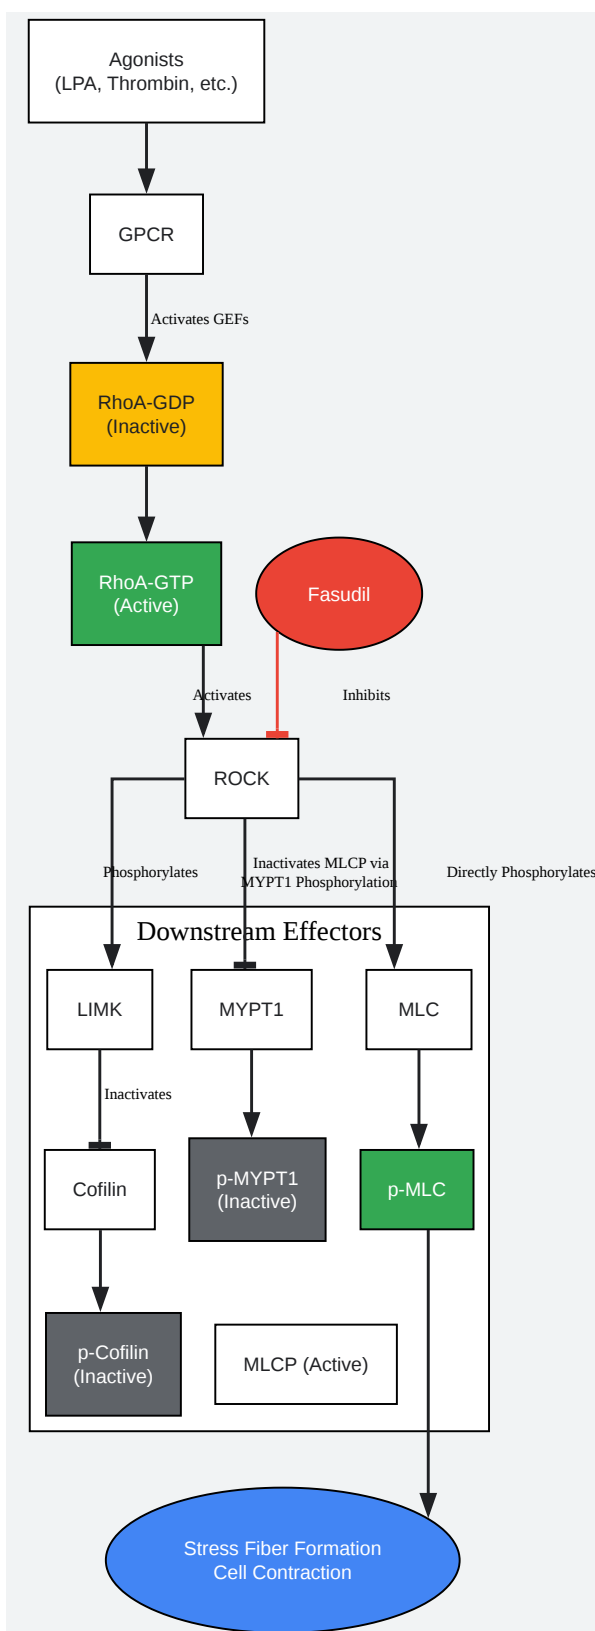 Agonists
(LPA, Thrombin, etc.)
GPCR
Activates GEFs
RhoA-GDP
(Inactive)
RhoA-GTP
(Active)
Fasudil
Activates
Inhibits
ROCK
Phosphorylates
Inactivates MLCP via
MYPT1 Phosphorylation
Directly Phosphorylates
Downstream Effectors
LIMK
MYPT1
MLC
Inactivates
Cofilin
p-MYPT1
(Inactive)
p-MLC
p-Cofilin
(Inactive)
MLCP (Active)
Stress Fiber Formation
Cell Contraction